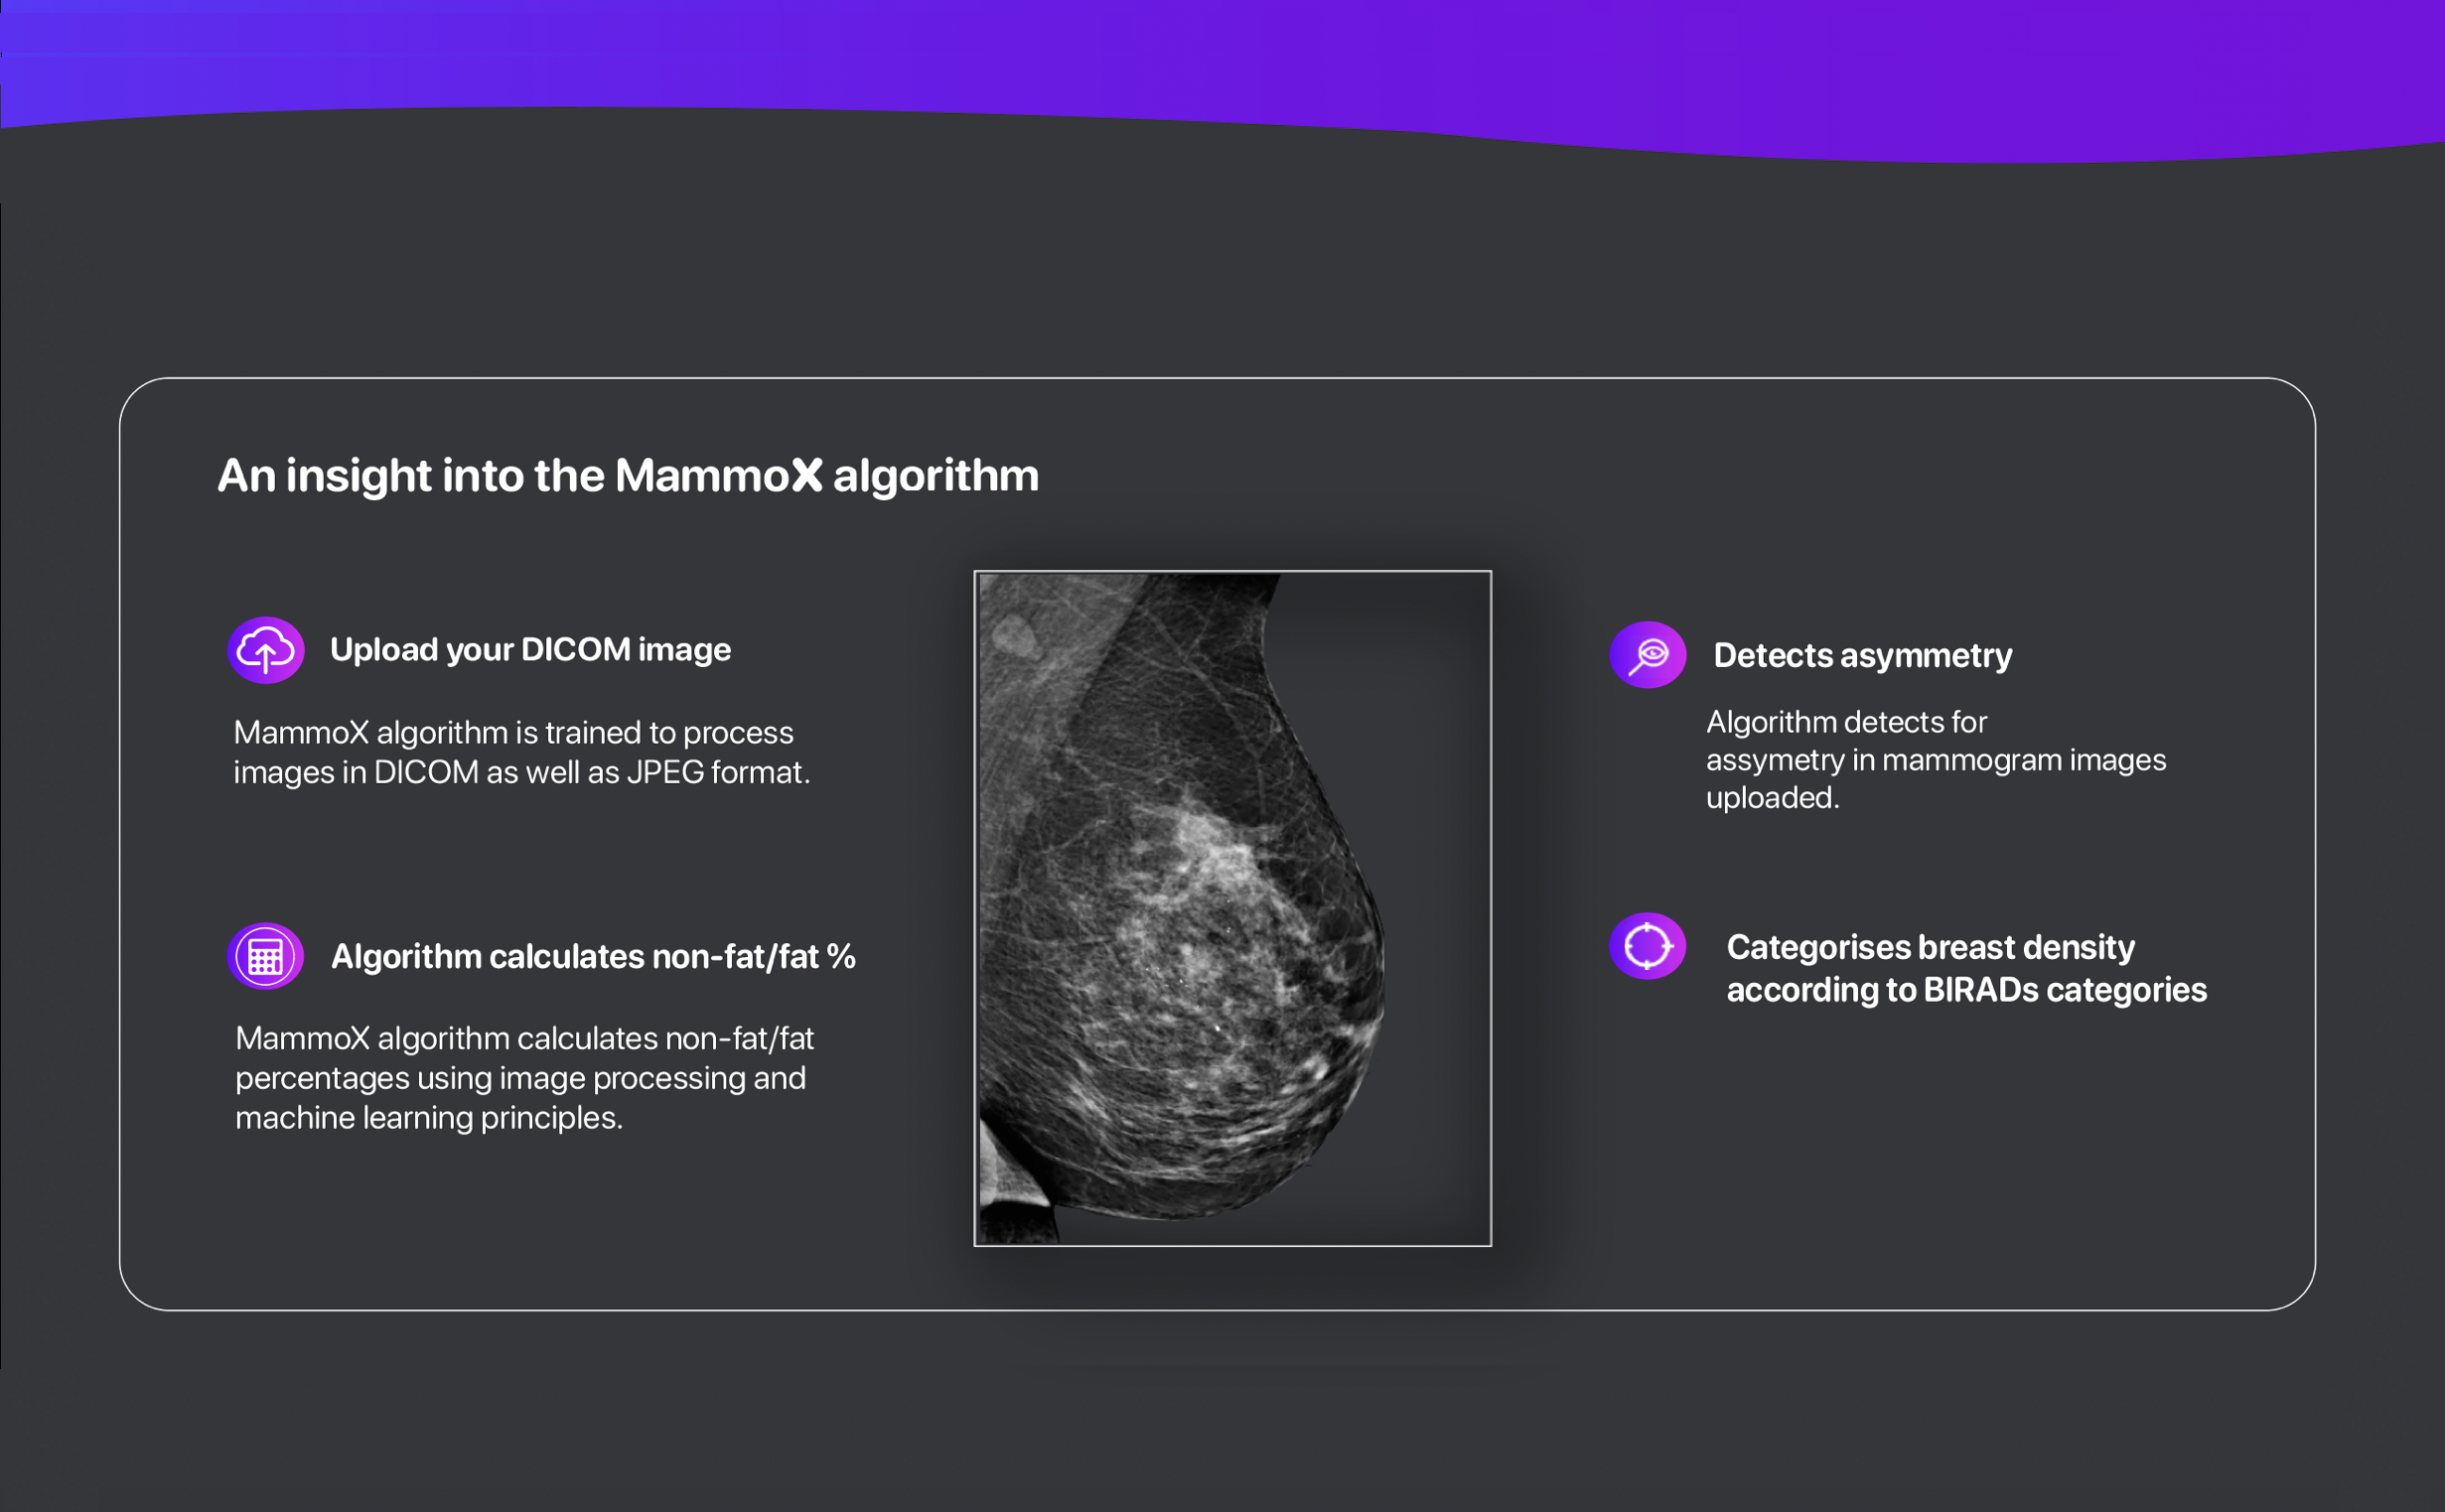 An insight into the MammoX algorithm
Upload your DICOM image
MammoX algorithm is trained to process
images in DICOM as well as JPEG format.
Algorithm calculates non-fat/fat %
MammoX algorithm calculates non-fat/fat
percentages using image processing and
machine learning principles.
Detects asymmetry
Algorithm detects for
assymetry in mammogram images
uploaded.
Categorises breast density
according to BIRADs categories